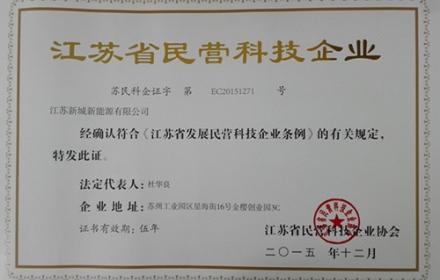 江苏省民营科技企业
苏民科企证字 第 EC20151271 号
江苏新城新能源有限公司
经确认符合《江苏省发展民营科技企业条例》的有关规定,
特发此证。
法定代表人: 杜华良
企业地址: 苏州工业园区星海街16号金樱创业园3C
证书有效期: 伍年
江苏省民营科技企业协会
二〇一五 年十二月